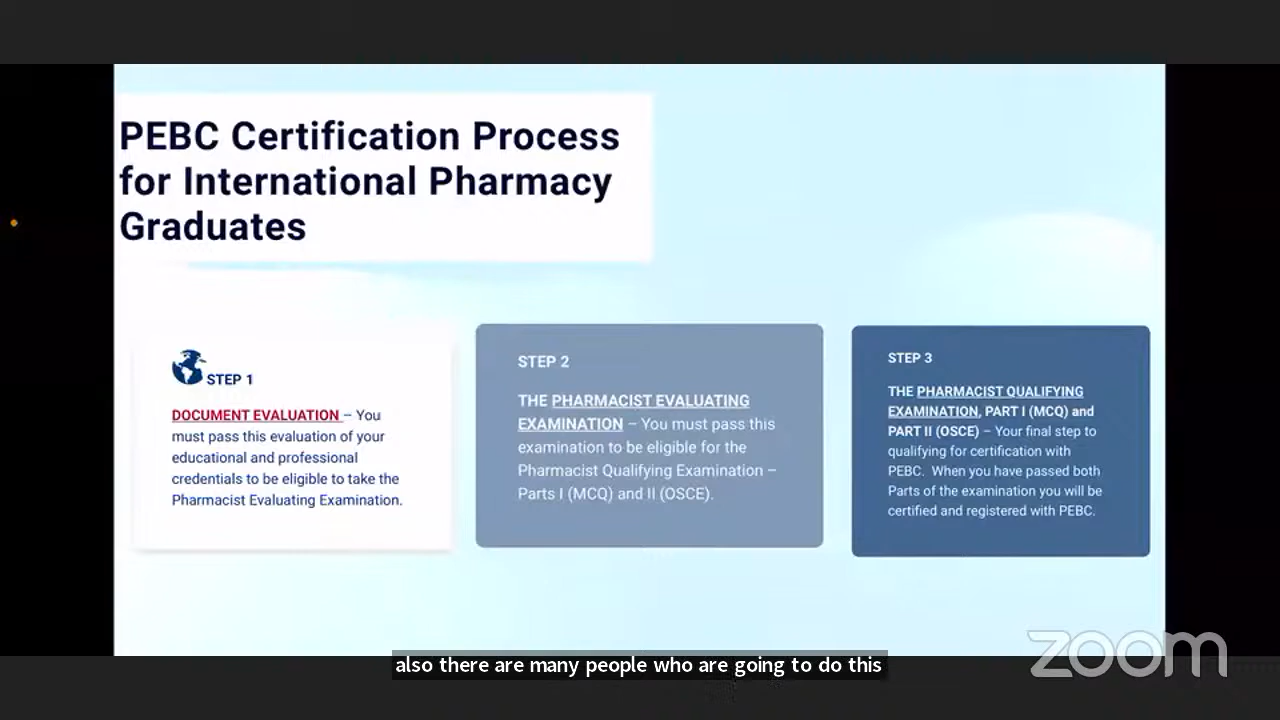 PEBC Certification Process
for International Pharmacy
Graduates
STEP 1
DOCUMENT EVALUATION – You
must pass this evaluation of your
educational and professional
credentials to be eligible to take the
Pharmacist Evaluating Examination.
STEP 2
THE PHARMACIST EVALUATING
EXAMINATION – You must pass this
examination to be eligible for the
Pharmacist Qualifying Examination –
Parts I (MCQ) and II (OSCE).
STEP 3
THE PHARMACIST QUALIFYING
EXAMINATION, PART I (MCQ) and
PART II (OSCE) – Your final step to
qualifying for certification with
PEBC. When you have passed both
Parts of the examination you will be
certified and registered with PEBC.
also there are many people who are going to do this
zoom